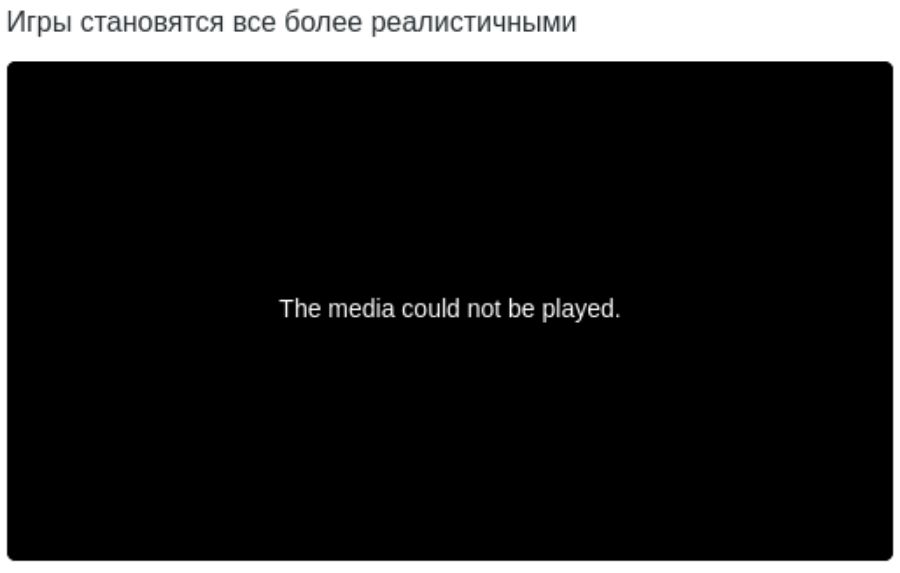 Игры становятся все более реалистичными
The media could not be played.